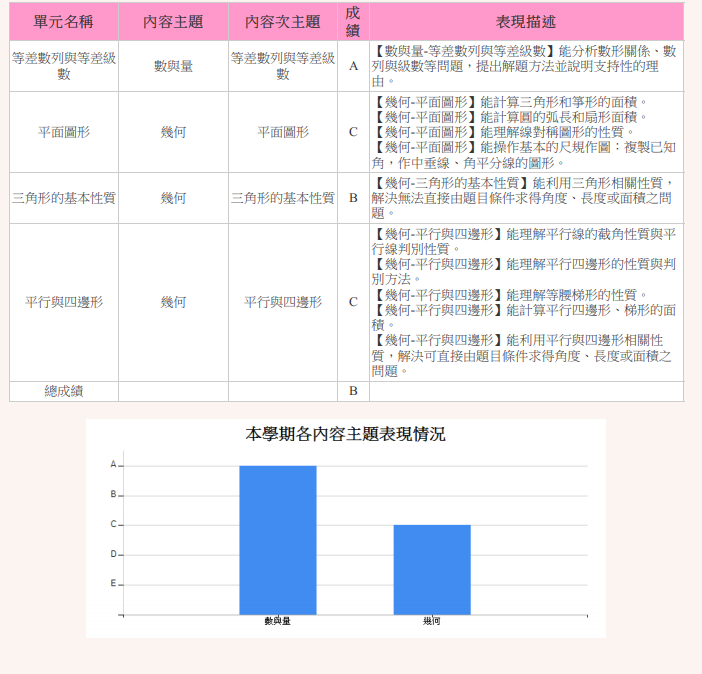 單元名稱 內容主題 內容次主題 成績 表現描述
等差數列與等差級數 數與量 等差數列與等差級數 A 【數與量-等差數列與等差級數】能分析數形關係、數
列與級數等問題，提出解題方法並說明支持性的理
由。
平面圖形 幾何 平面圖形 C 【幾何-平面圖形】能計算三角形和箏形的面積。
【幾何-平面圖形】能計算圓的弧長和扇形面積。
【幾何-平面圖形】能理解線對稱圖形的性質。
【幾何-平面圖形】能操作基本的尺規作圖：複製已知
角，作中垂線、角平分線的圖形。
三角形的基本性質 幾何 三角形的基本性質 B 【幾何-三角形的基本性質】能利用三角形相關性質，
解決無法直接由題目條件求得角度、長度或面積之問
題。
平行與四邊形 幾何 平行與四邊形 C 【幾何-平行與四邊形】能理解平行線的截角性質與平
行線判別性質。
【幾何-平行與四邊形】能理解平行四邊形的性質與判
別方法。
【幾何-平行與四邊形】能理解等腰梯形的性質。
【幾何-平行與四邊形】能計算平行四邊形、梯形的面
積。
【幾何-平行與四邊形】能利用平行與四邊形相關性
質，解決可直接由題目條件求得角度、長度或面積之
問題。
總成績 B
本學期各內容主題表現情況
A
B
C
D
E
數與量 幾何